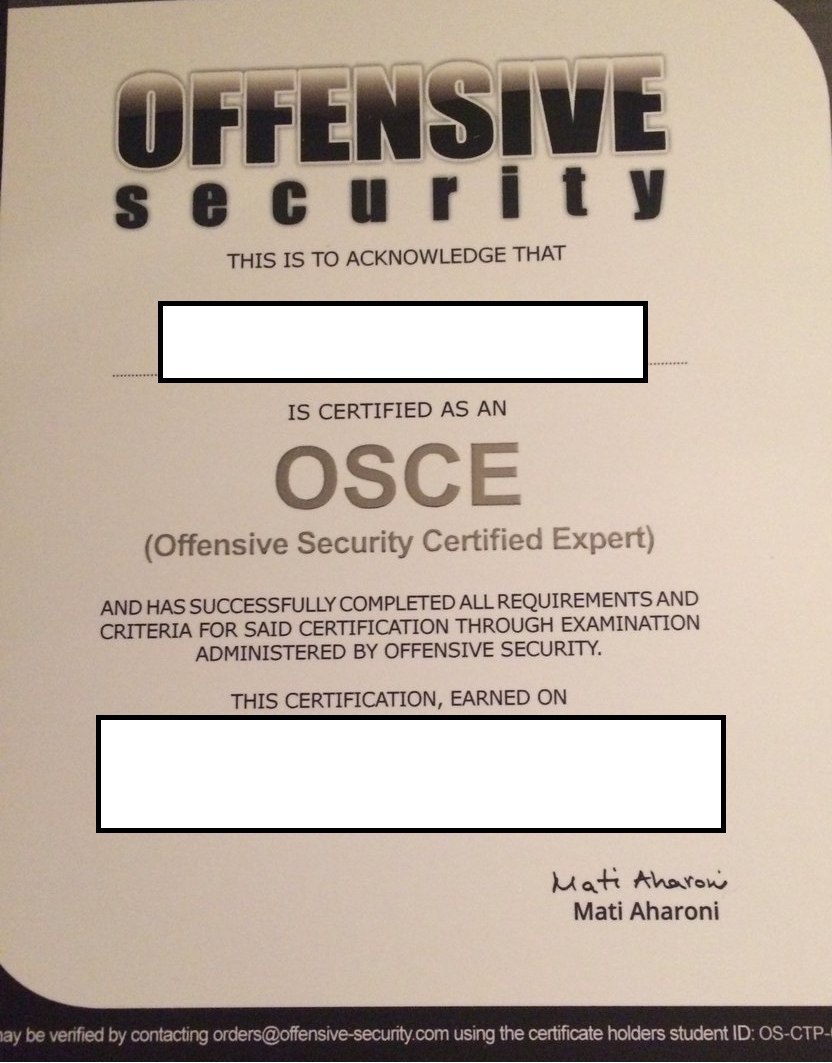 OFFENSIVE
security
THIS IS TO ACKNOWLEDGE THAT
IS CERTIFIED AS AN
OSCE
(Offensive Security Certified Expert)
AND HAS SUCCESSFULLY COMPLETED ALL REQUIREMENTS AND
CRITERIA FOR SAID CERTIFICATION THROUGH EXAMINATION
ADMINISTERED BY OFFENSIVE SECURITY.
THIS CERTIFICATION, EARNED ON
Mati Aharoni
Mati Aharoni
may be verified by contacting orders@offensive-security.com using the certificate holders student ID: OS-CTP-